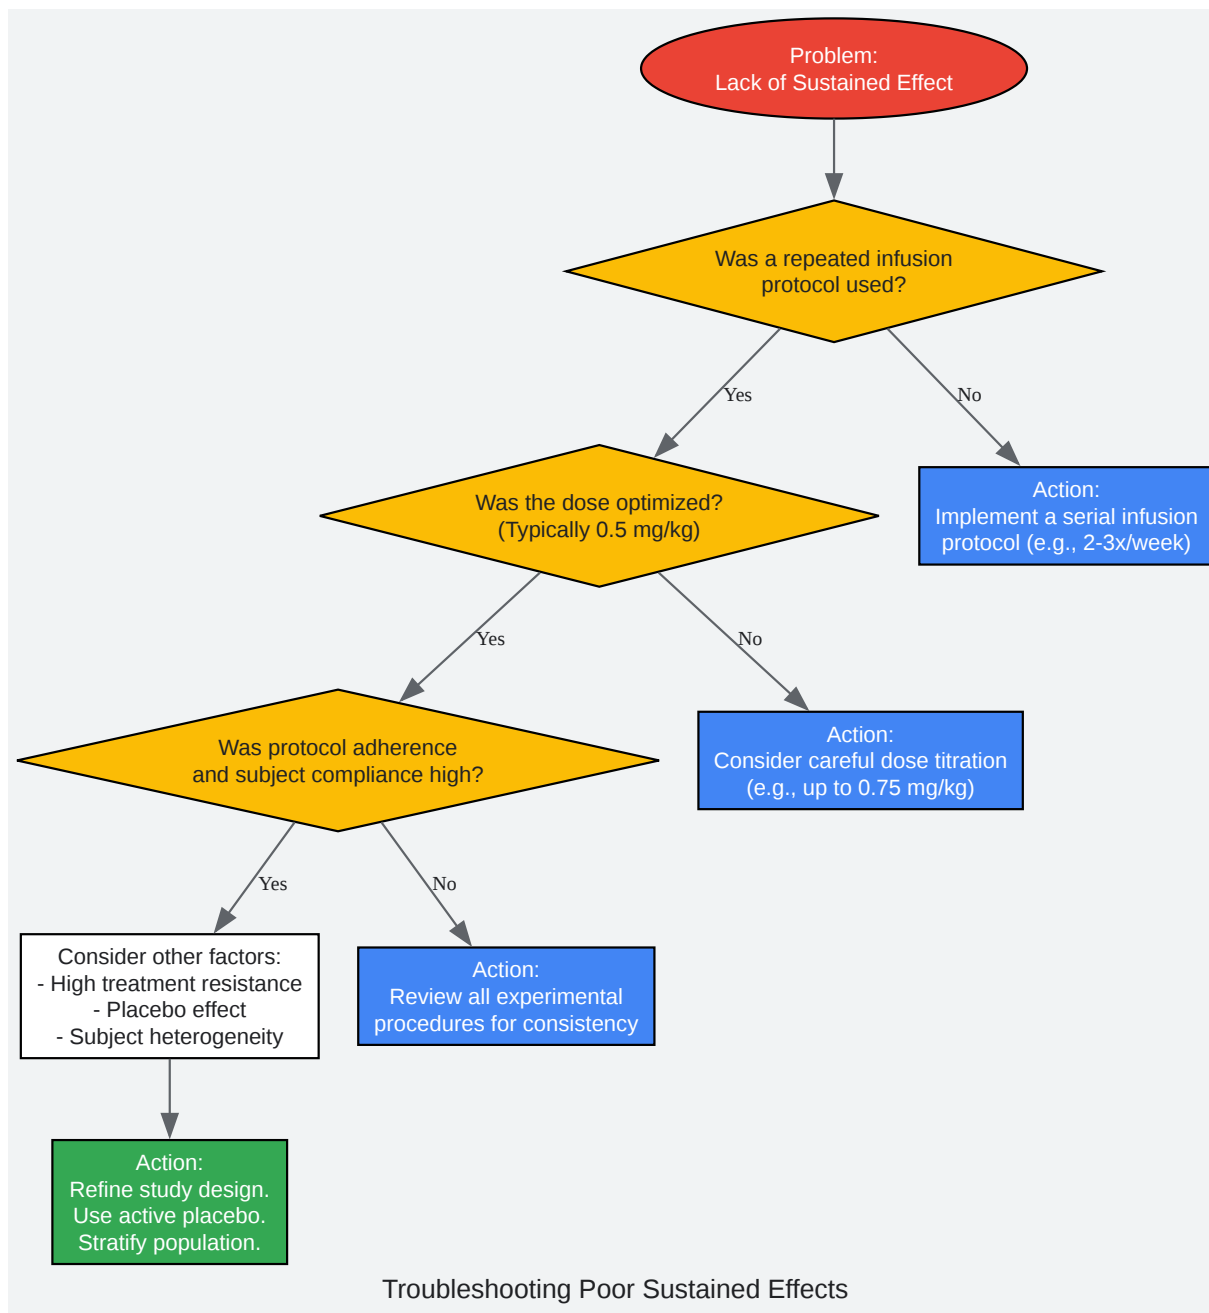 Problem:
Lack of Sustained Effect
Was a repeated infusion
protocol used?
Yes
No
Was the dose optimized?
(Typically 0.5 mg/kg)
Action:
Implement a serial infusion
protocol (e.g., 2-3x/week)
Yes
No
Was protocol adherence
and subject compliance high?
Action:
Consider careful dose titration
(e.g., up to 0.75 mg/kg)
Yes
No
Consider other factors:
- High treatment resistance
- Placebo effect
- Subject heterogeneity
Action:
Review all experimental
procedures for consistency
Action:
Refine study design.
Use active placebo.
Stratify population.
Troubleshooting Poor Sustained Effects